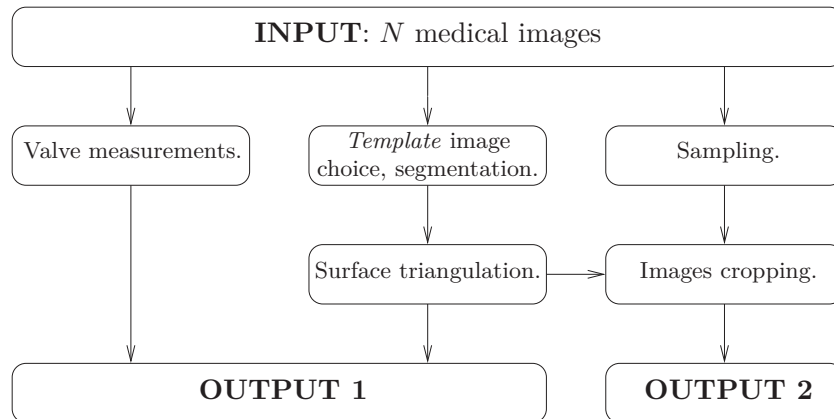 INPUT: N medical images
Valve measurements.
Template image
choice, segmentation.
Sampling.
Surface triangulation.
Images cropping.
OUTPUT 1
OUTPUT 2